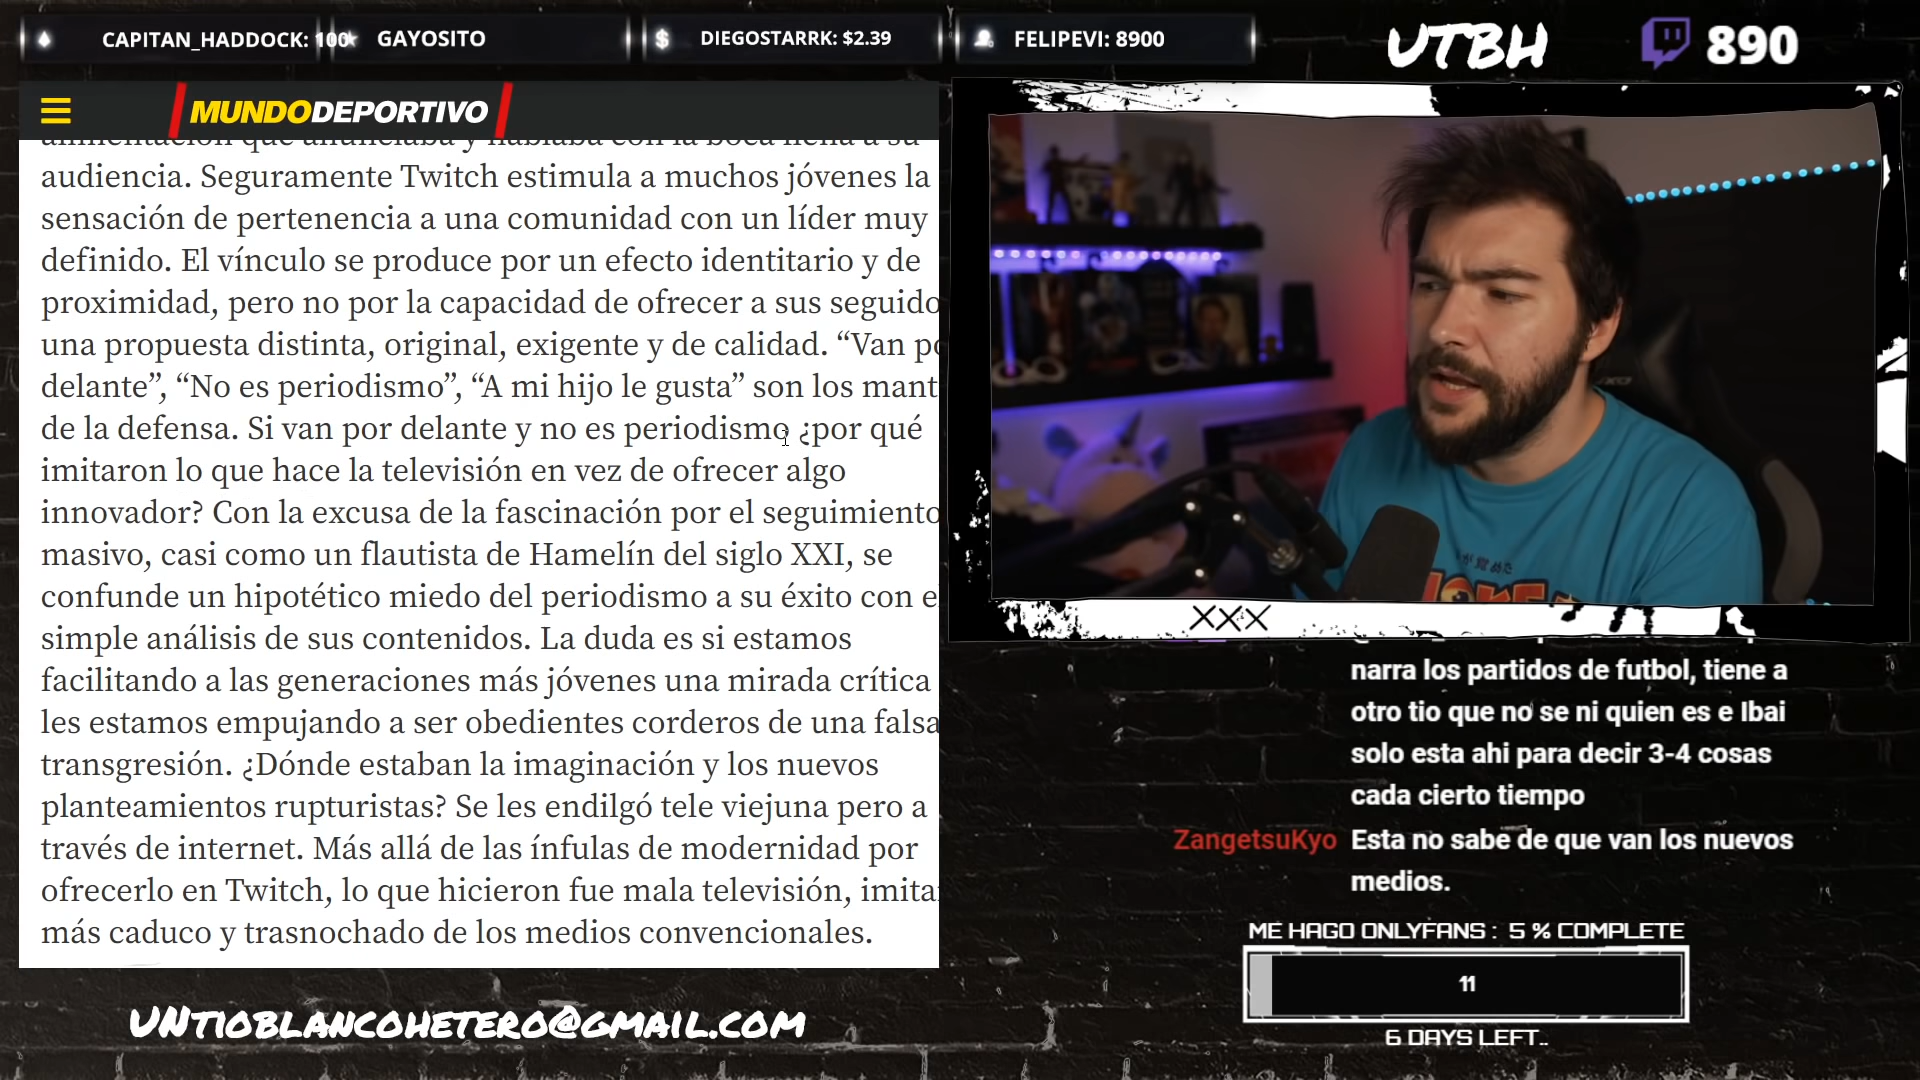 CAPITAN_HADDOCK: 100
GAYOSITO
$
DIEGOSTARRK: $2.39
FELIPEVI: 8900
UTBH
890
MUNDODEPORTIVO
alimentación que anunciaba y hablaba con la boca llena a su
audiencia. Seguramente Twitch estimula a muchos jóvenes la
sensación de pertenencia a una comunidad con un líder muy
definido. El vínculo se produce por un efecto identitario y de
proximidad, pero no por la capacidad de ofrecer a sus seguido
una propuesta distinta, original, exigente y de calidad. “Van po
delante”, “No es periodismo”, “A mi hijo le gusta” son los mant
de la defensa. Si van por delante y no es periodismo ¿por qué
imitaron lo que hace la televisión en vez de ofrecer algo
innovador? Con la excusa de la fascinación por el seguimiento
masivo, casi como un flautista de Hamelín del siglo XXI, se
confunde un hipotético miedo del periodismo a su éxito con e
simple análisis de sus contenidos. La duda es si estamos
facilitando a las generaciones más jóvenes una mirada crítica
les estamos empujando a ser obedientes corderos de una falsa
transgresión. ¿Dónde estaban la imaginación y los nuevos
planteamientos rupturistas? Se les endilgó tele viejuna pero a
través de internet. Más allá de las ínfulas de modernidad por
ofrecerlo en Twitch, lo que hicieron fue mala televisión, imita
más caduco y trasnochado de los medios convencionales.
XXX
narra los partidos de futbol, tiene a
otro tio que no se ni quien es e Ibai
solo esta ahi para decir 3-4 cosas
cada cierto tiempo
ZangetsuKyo Esta no sabe de que van los nuevos
medios.
ME HAGO ONLYFANS : 5 % COMPLETE
11
6 DAYS LEFT..
UNTIOBLANCOHETERO@GMAIL.COM